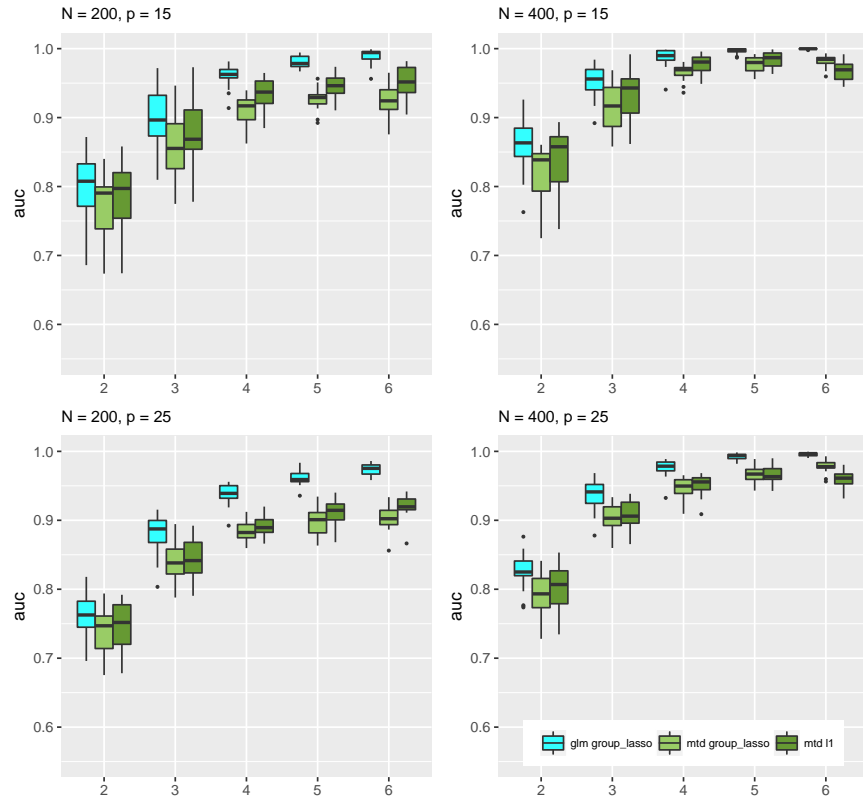 N = 200, p = 15
1.0
0.9
0.8
0.7
0.6
auc
2 3 4 5 6
N = 400, p = 15
1.0
0.9
0.8
0.7
0.6
auc
2 3 4 5 6
N = 200, p = 25
1.0
0.9
0.8
0.7
0.6
auc
2 3 4 5 6
N = 400, p = 25
1.0
0.9
0.8
0.7
0.6
auc
glm group_lasso mtd group_lasso mtd l1
2 3 4 5 6